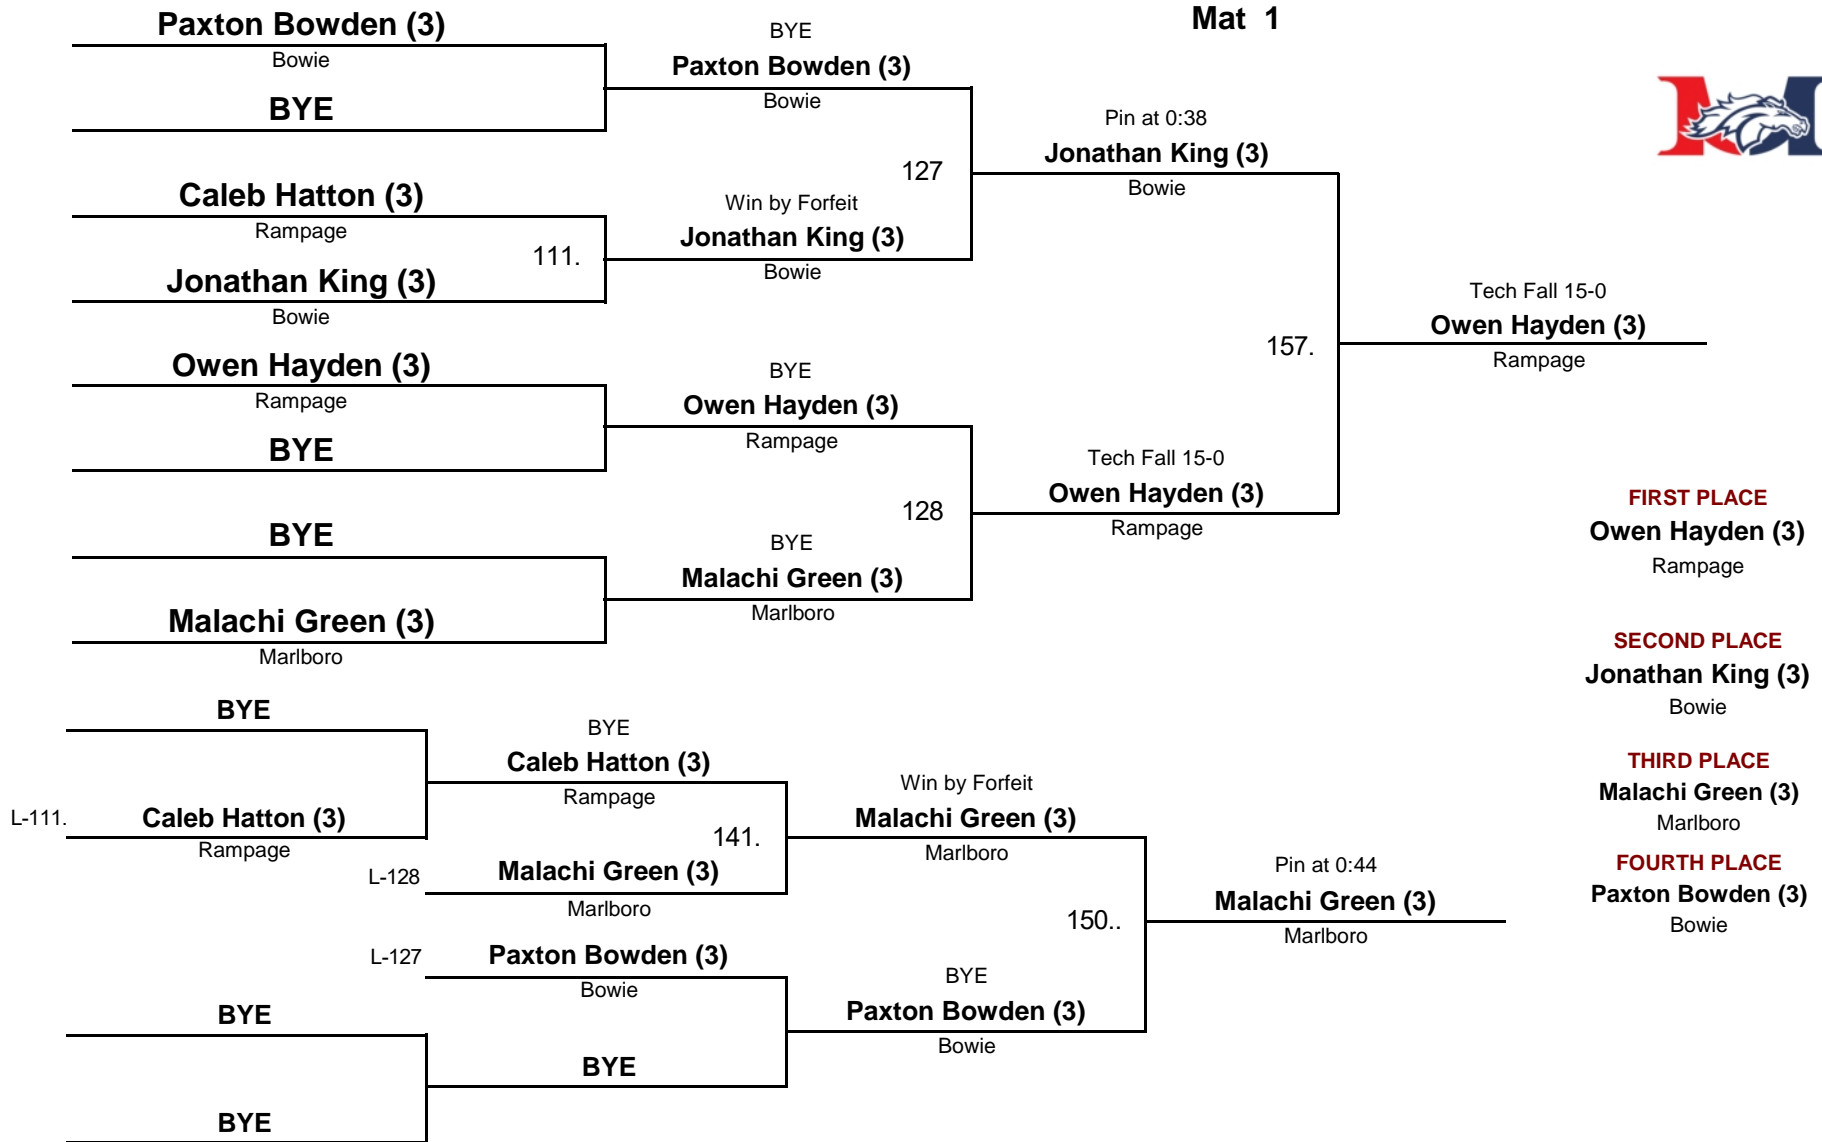 Mat 1
Paxton Bowden (3)
Bowie
BYE
BYE
Paxton Bowden (3)
Bowie
Caleb Hatton (3)
Rampage
111.
Jonathan King (3)
Bowie
Win by Forfeit
Jonathan King (3)
Bowie
127
Pin at 0:38
Jonathan King (3)
Bowie
Owen Hayden (3)
Rampage
BYE
BYE
Owen Hayden (3)
Rampage
BYE
Malachi Green (3)
Marlboro
BYE
Malachi Green (3)
Marlboro
128
Tech Fall 15-0
Owen Hayden (3)
Rampage
157.
Tech Fall 15-0
Owen Hayden (3)
Rampage
FIRST PLACE
Owen Hayden (3)
Rampage
SECOND PLACE
Jonathan King (3)
Bowie
THIRD PLACE
Malachi Green (3)
Marlboro
FOURTH PLACE
Paxton Bowden (3)
Bowie
BYE
L-111.
Caleb Hatton (3)
Rampage
BYE
Caleb Hatton (3)
Rampage
141.
L-128
Malachi Green (3)
Marlboro
Win by Forfeit
Malachi Green (3)
Marlboro
L-127
Paxton Bowden (3)
Bowie
BYE
BYE
BYE
BYE
Paxton Bowden (3)
Bowie
150..
Pin at 0:44
Malachi Green (3)
Marlboro